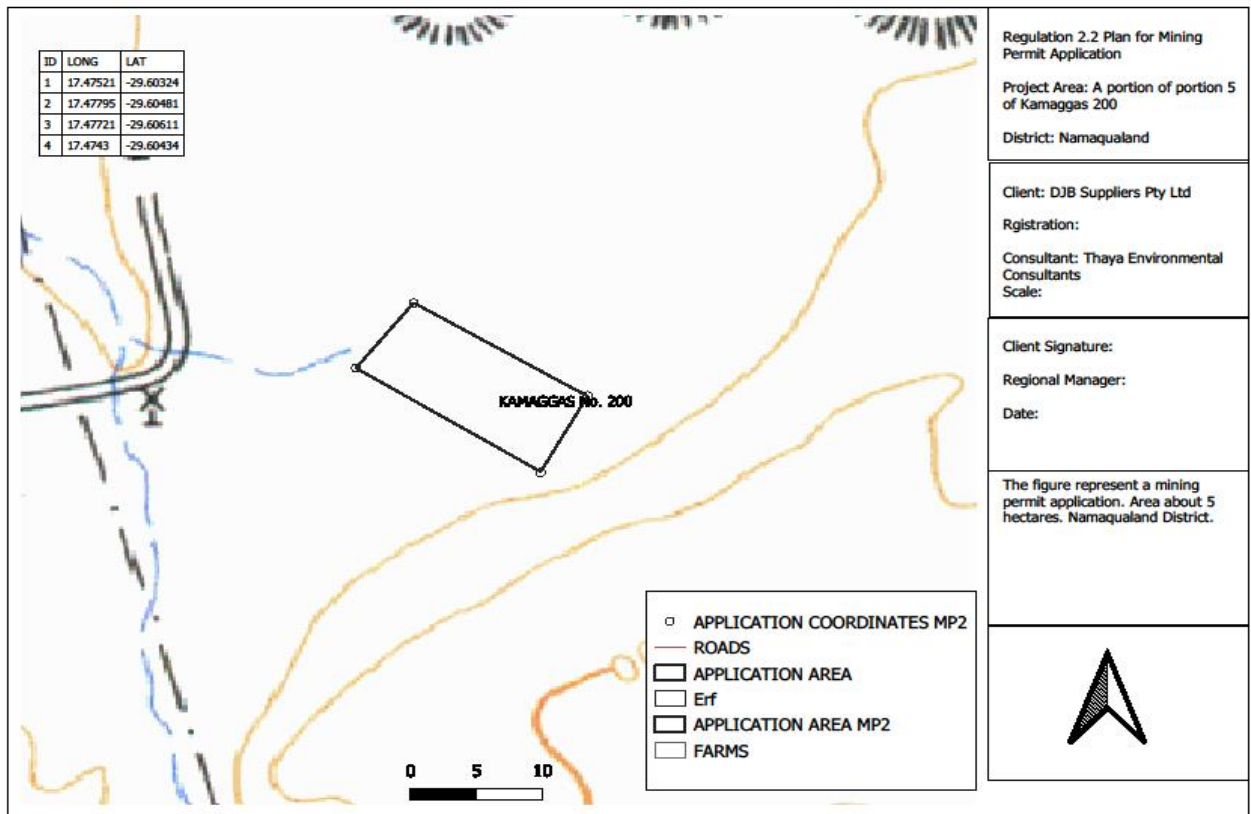 ID LONG LAT
1 17.47521 -29.60324
2 17.47795 -29.60481
3 17.47721 -29.60611
4 17.4743 -29.60434
KAMAGGAS No. 200
APPLICATION COORDINATES MP2
ROADS
APPLICATION AREA
Erf
APPLICATION AREA MP2
FARMS
0 5 10
Regulation 2.2 Plan for Mining
Permit Application
Project Area: A portion of portion 5
of Kamaggas 200
District: Namaqualand
Client: DJB Suppliers Pty Ltd
Rgistration:
Consultant: Thaya Environmental
Consultants
Scale:
Client Signature:
Regional Manager:
Date:
The figure represent a mining
permit application. Area about 5
hectares. Namaqualand District.